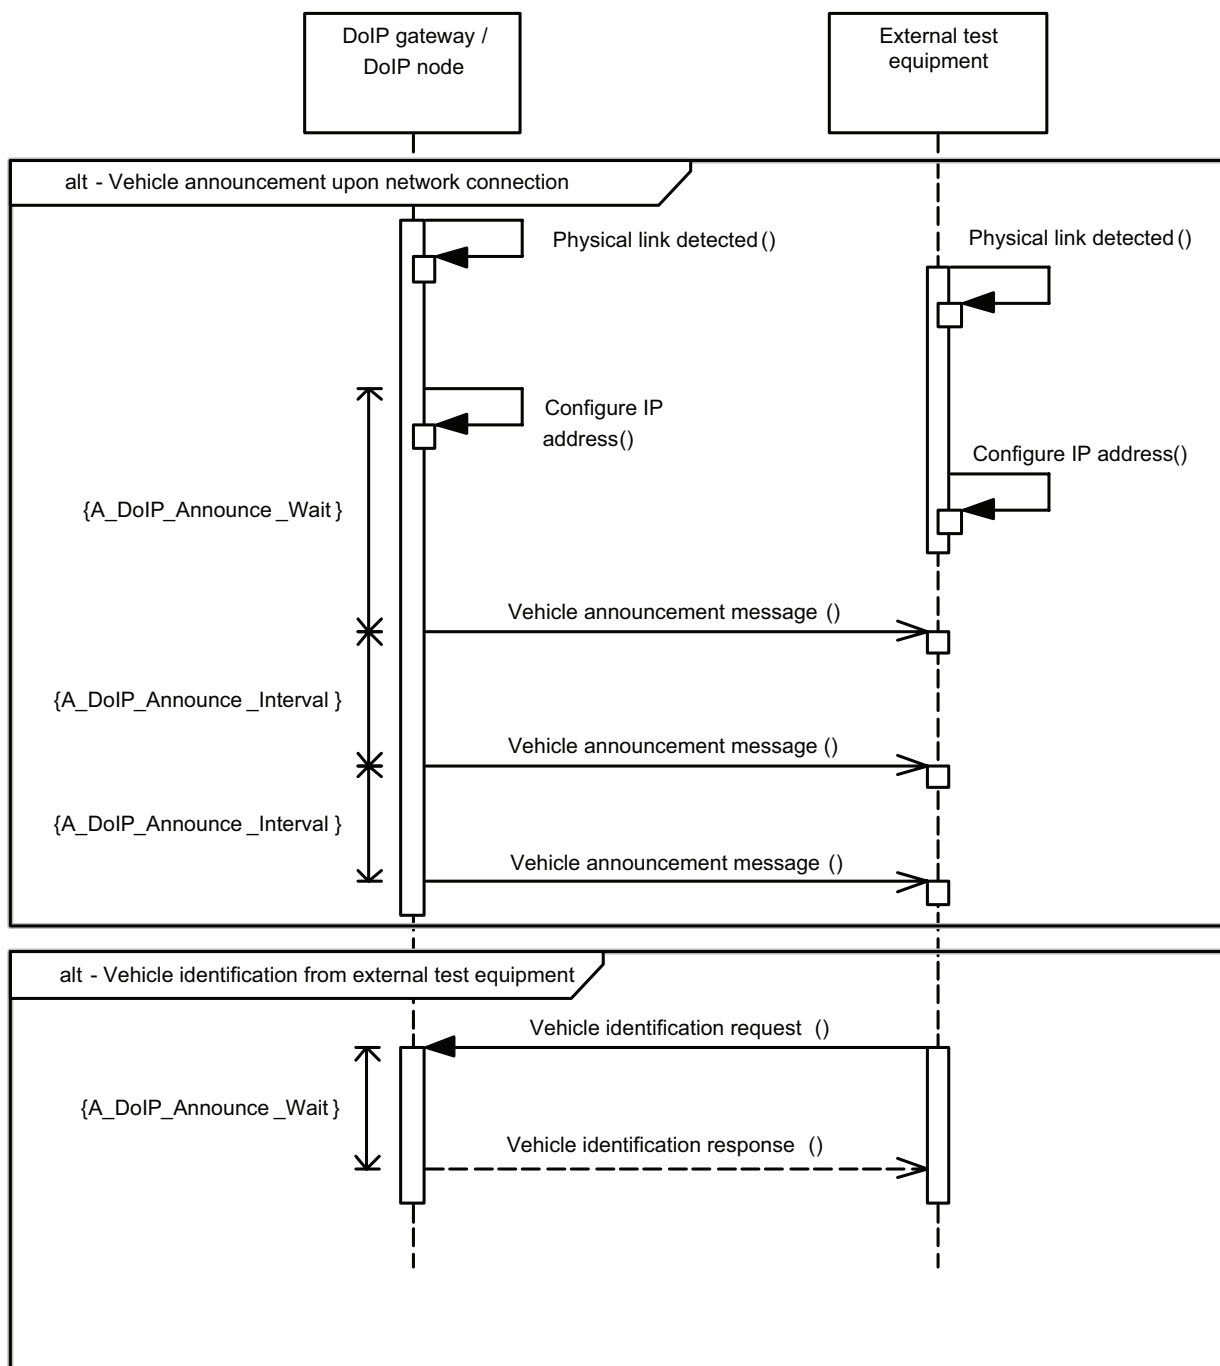 DoIP gateway /
DoIP node
External test
equipment
alt - Vehicle announcement upon network connection
Physical link detected ()
Physical link detected ()
Configure IP
address()
Configure IP address()
{A_DoIP_Announce _Wait }
Vehicle announcement message ()
{A_DoIP_Announce _Interval }
Vehicle announcement message ()
{A_DoIP_Announce _Interval }
Vehicle announcement message ()
alt - Vehicle identification from external test equipment
Vehicle identification request ()
{A_DoIP_Announce _Wait }
Vehicle identification response ()